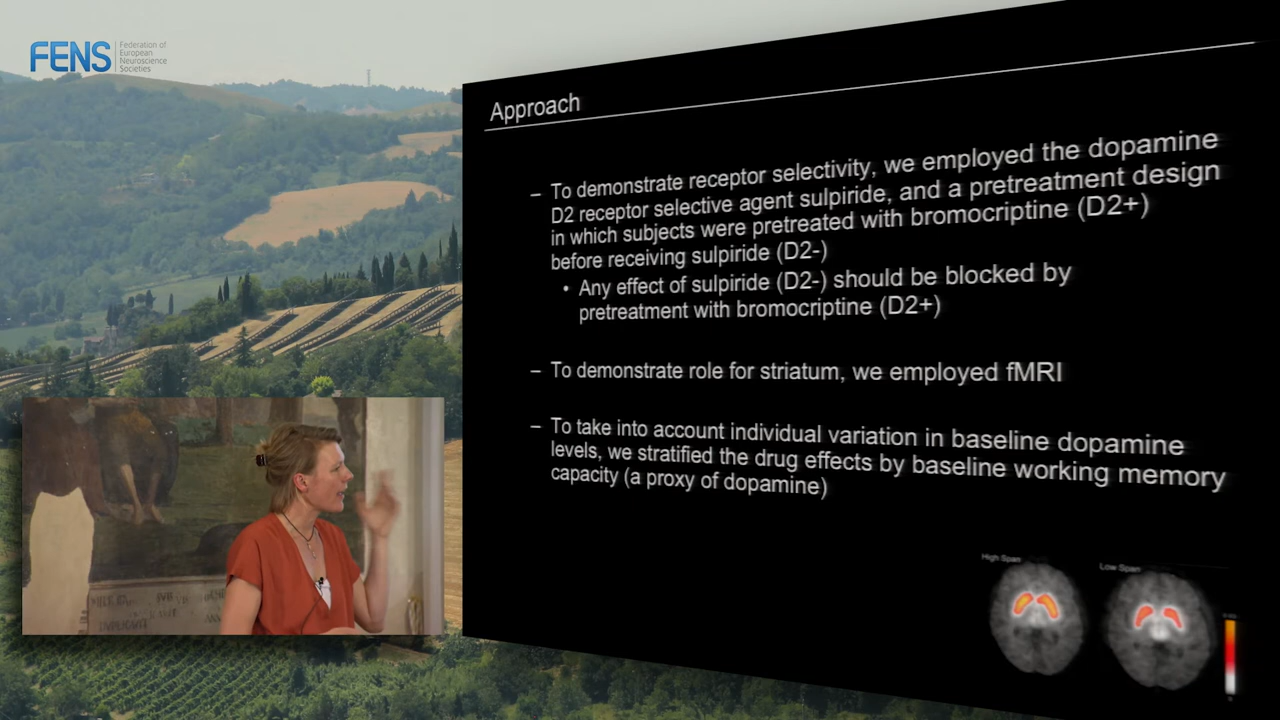 FENS
Federation of
European
Neuroscience
Societies
Approach
– To demonstrate receptor selectivity, we employed the dopamine
D2 receptor selective agent sulpiride, and a pretreatment design
in which subjects were pretreated with bromocriptine (D2+)
before receiving sulpiride (D2-)
• Any effect of sulpiride (D2-) should be blocked by
pretreatment with bromocriptine (D2+)
– To demonstrate role for striatum, we employed fMRI
– To take into account individual variation in baseline dopamine
levels, we stratified the drug effects by baseline working memory
capacity (a proxy of dopamine)
High Span
Low Span